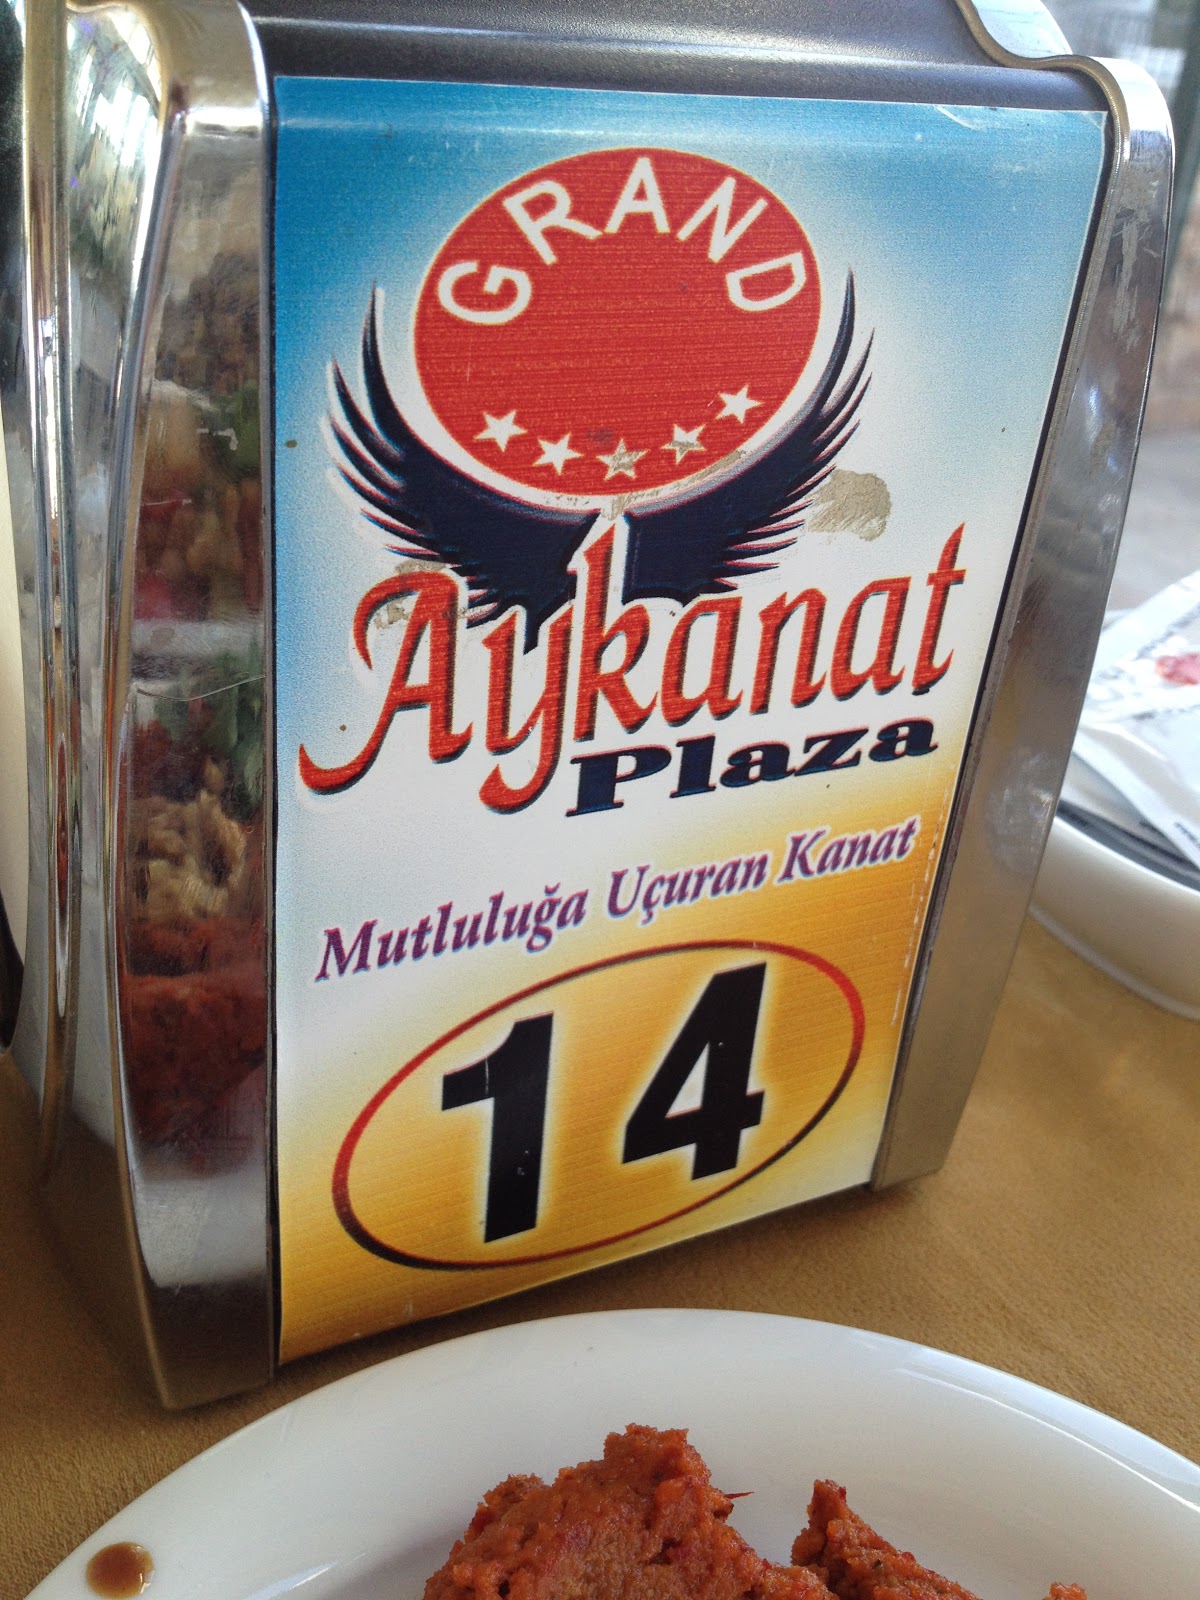 GRAND
Aykanat
Plaza
Mutluluğa Uçuran Kanat
14